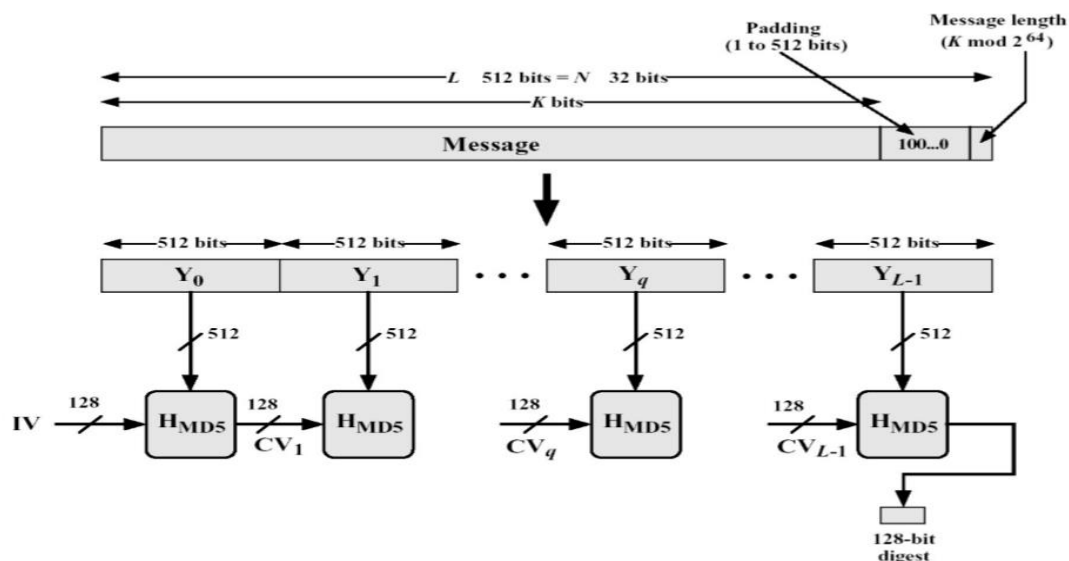 Padding
(1 to 512 bits)
Message length
(K mod 2^64)
L 512 bits = N 32 bits
K bits
Message
100...0
512 bits
512 bits
512 bits
512 bits
Y0
Y1
• • •
Yq
• • •
YL-1
512
512
512
512
IV
128
HMD5
128
CV1
HMD5
128
CVq
HMD5
128
CVL-1
HMD5
128-bit
digest